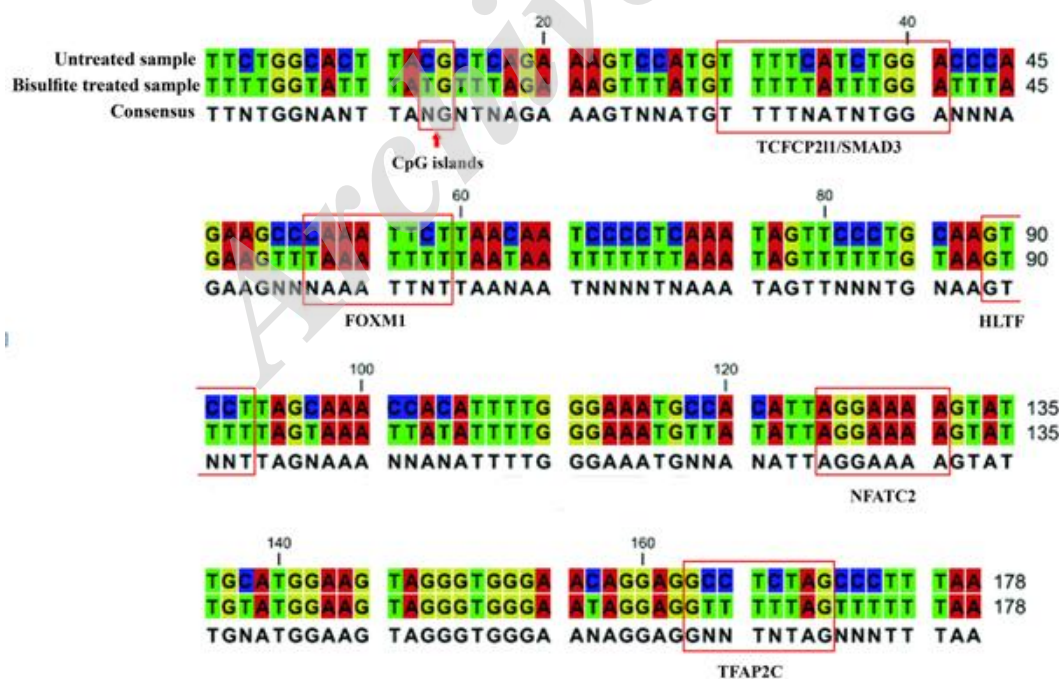 20 40
Untreated sample TTCTGGCACT TACGCTCAGA AAGTCCATGT TTTCATCTGG ACCCA 45
Bisulfite treated sample TTTTGGTATT TATGTTTAGA AAGTTTATGT TTTTATTTGG ATTTA 45
Consensus TTNTGGNANT TANGNTNAGA AAGTNNATGT TTTNATNTGG ANNNA
CpG islands TCFCP2l1/SMAD3
60 80
GAAGCCCAAA TTCTTAACAA TCCCCTCAAA TAGTTCCCTG CAAGT 90
GAAGTTTAAA TTTTTAATAA TTTTTTTAAA TAGTTTTTTG TAAGT 90
GAAGNNNAAA TTNTTAANAA TNNNNTNAAA TAGTTNNNTG NAAGT
FOXM1 HLTF
100 120
CCTTAGCAAA CCACATTTTG GGAAATGCCA CATTAGGAAA AGTAT 135
TTTTAGTAAA TTATATTTTG GGAAATGTTA TATTAGGAAA AGTAT 135
NNTTAGNAAA NNANATTTTG GGAAATGNNA NATTAGGAAA AGTAT
NFATC2
140 160
TGCATGGAAG TAGGGTGGGA ACAGGAGGCC TCTAGCCCTT TAA 178
TGTATGGAAG TAGGGTGGGA ATAGGAGGTT TTTAGTTTTT TAA 178
TGNATGGAAG TAGGGTGGGA ANAGGAGGNN TNTAGNNNTT TAA
TFAP2C